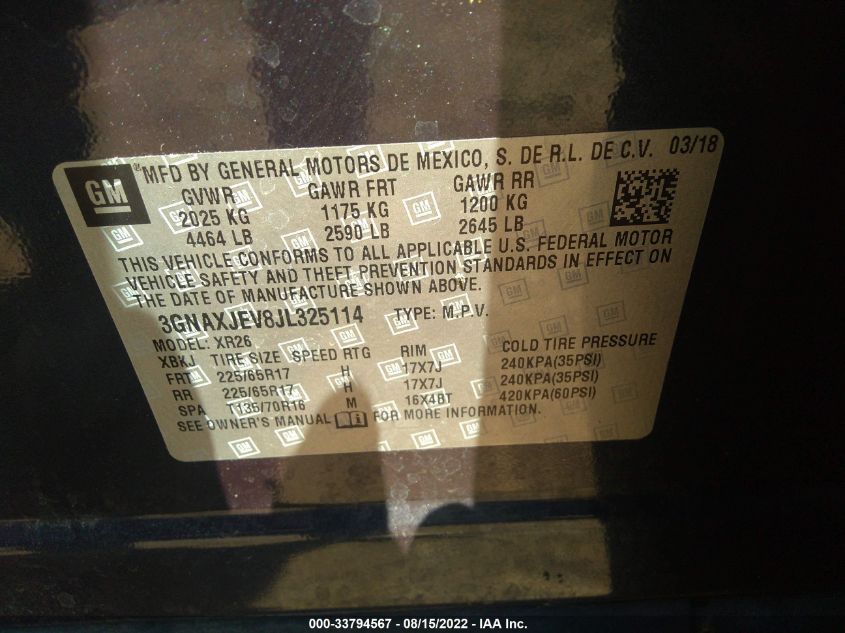 GM
®MFD BY GENERAL MOTORS DE MEXICO, S. DE R.L. DE C.V. 03/18
GVWR GAWR FRT GAWR RR
2025 KG 1175 KG 1200 KG
4464 LB 2590 LB 2645 LB
THIS VEHICLE CONFORMS TO ALL APPLICABLE U.S. FEDERAL MOTOR
VEHICLE SAFETY AND THEFT PREVENTION STANDARDS IN EFFECT ON
THE DATE OF MANUFACTURE SHOWN ABOVE.
3GNAXJEV8JL325114 TYPE: M.P.V.
MODEL: XR26
XBKJ TIRE SIZE SPEED RTG RIM COLD TIRE PRESSURE
FRT 225/65R17 H 17X7J 240KPA(35PSI)
RR 225/65R17 H 17X7J 240KPA(35PSI)
SPA T135/70R16 M 16X4BT 420KPA(60PSI)
SEE OWNER'S MANUAL FOR MORE INFORMATION.
000-33794567 - 08/15/2022 - IAA Inc.